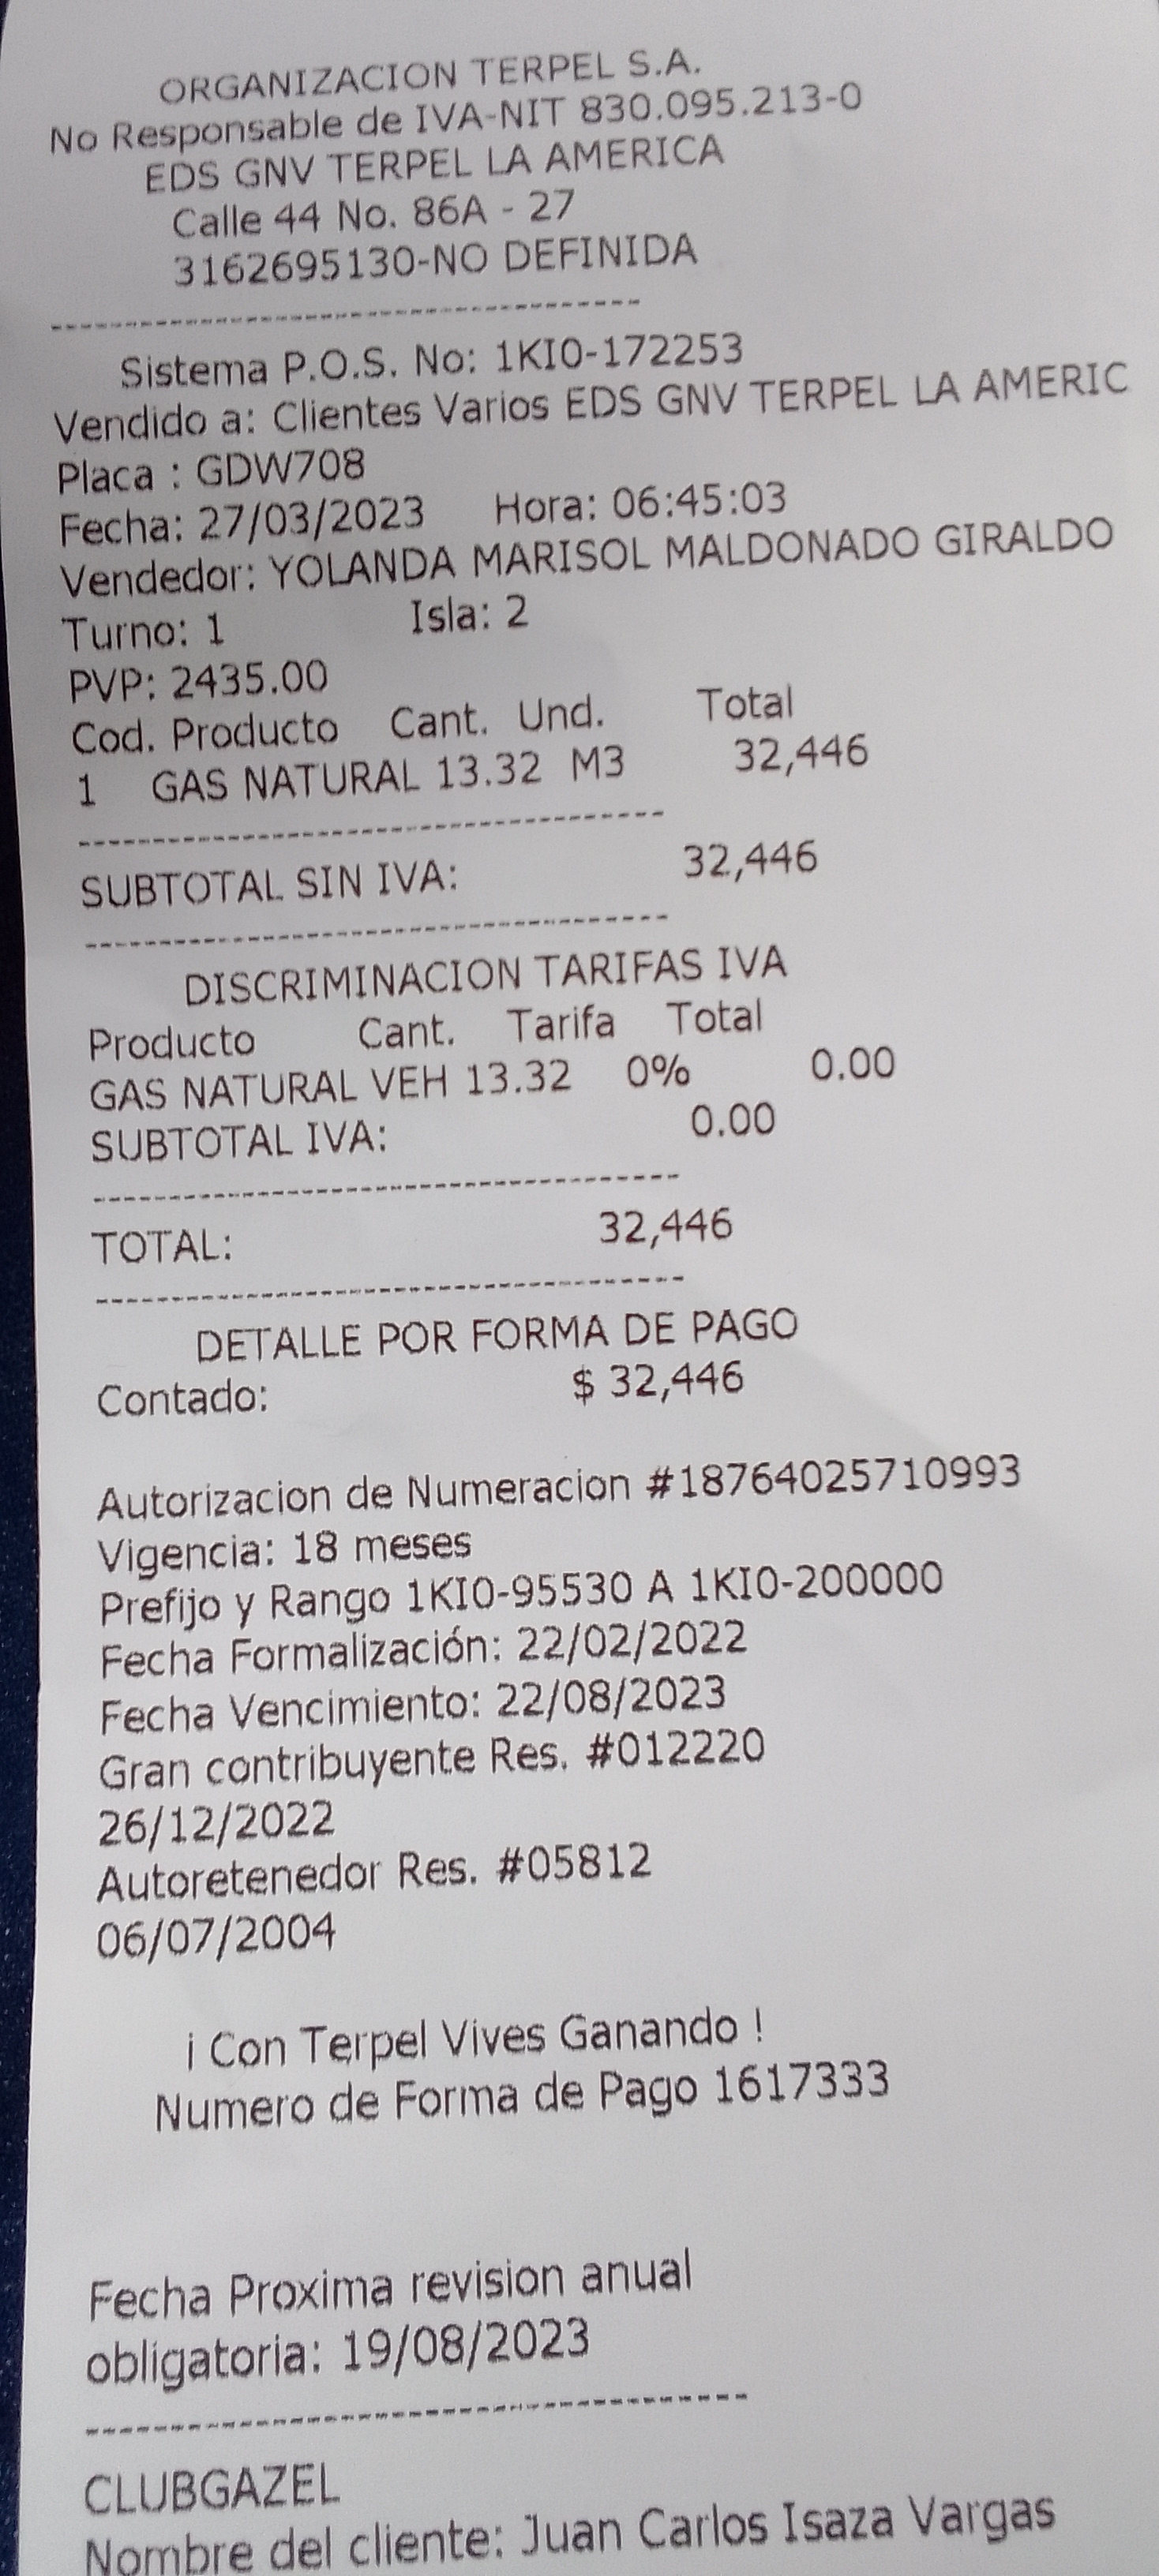 ORGANIZACION TERPEL S.A.
No Responsable de IVA-NIT 830.095.213-0
EDS GNV TERPEL LA AMERICA
Calle 44 No. 86A - 27
3162695130-NO DEFINIDA
----------------------------------------
Sistema P.O.S. No: 1KI0-172253
Vendido a: Clientes Varios EDS GNV TERPEL LA AMERIC
Placa : GDW708
Fecha: 27/03/2023 Hora: 06:45:03
Vendedor: YOLANDA MARISOL MALDONADO GIRALDO
Turno: 1 Isla: 2
PVP: 2435.00
Cod. Producto Cant. Und. Total
1 GAS NATURAL 13.32 M3 32,446
----------------------------------------
SUBTOTAL SIN IVA: 32,446
----------------------------------------
DISCRIMINACION TARIFAS IVA
Producto Cant. Tarifa Total
GAS NATURAL VEH 13.32 0% 0.00
SUBTOTAL IVA: 0.00
----------------------------------------
TOTAL: 32,446
----------------------------------------
DETALLE POR FORMA DE PAGO
Contado: $ 32,446
Autorizacion de Numeracion #18764025710993
Vigencia: 18 meses
Prefijo y Rango 1KI0-95530 A 1KI0-200000
Fecha Formalización: 22/02/2022
Fecha Vencimiento: 22/08/2023
Gran contribuyente Res. #012220
26/12/2022
Autoretenedor Res. #05812
06/07/2004
¡ Con Terpel Vives Ganando !
Numero de Forma de Pago 1617333
Fecha Proxima revision anual
obligatoria: 19/08/2023
----------------------------------------
CLUBGAZEL
Nombre del cliente: Juan Carlos Isaza Vargas